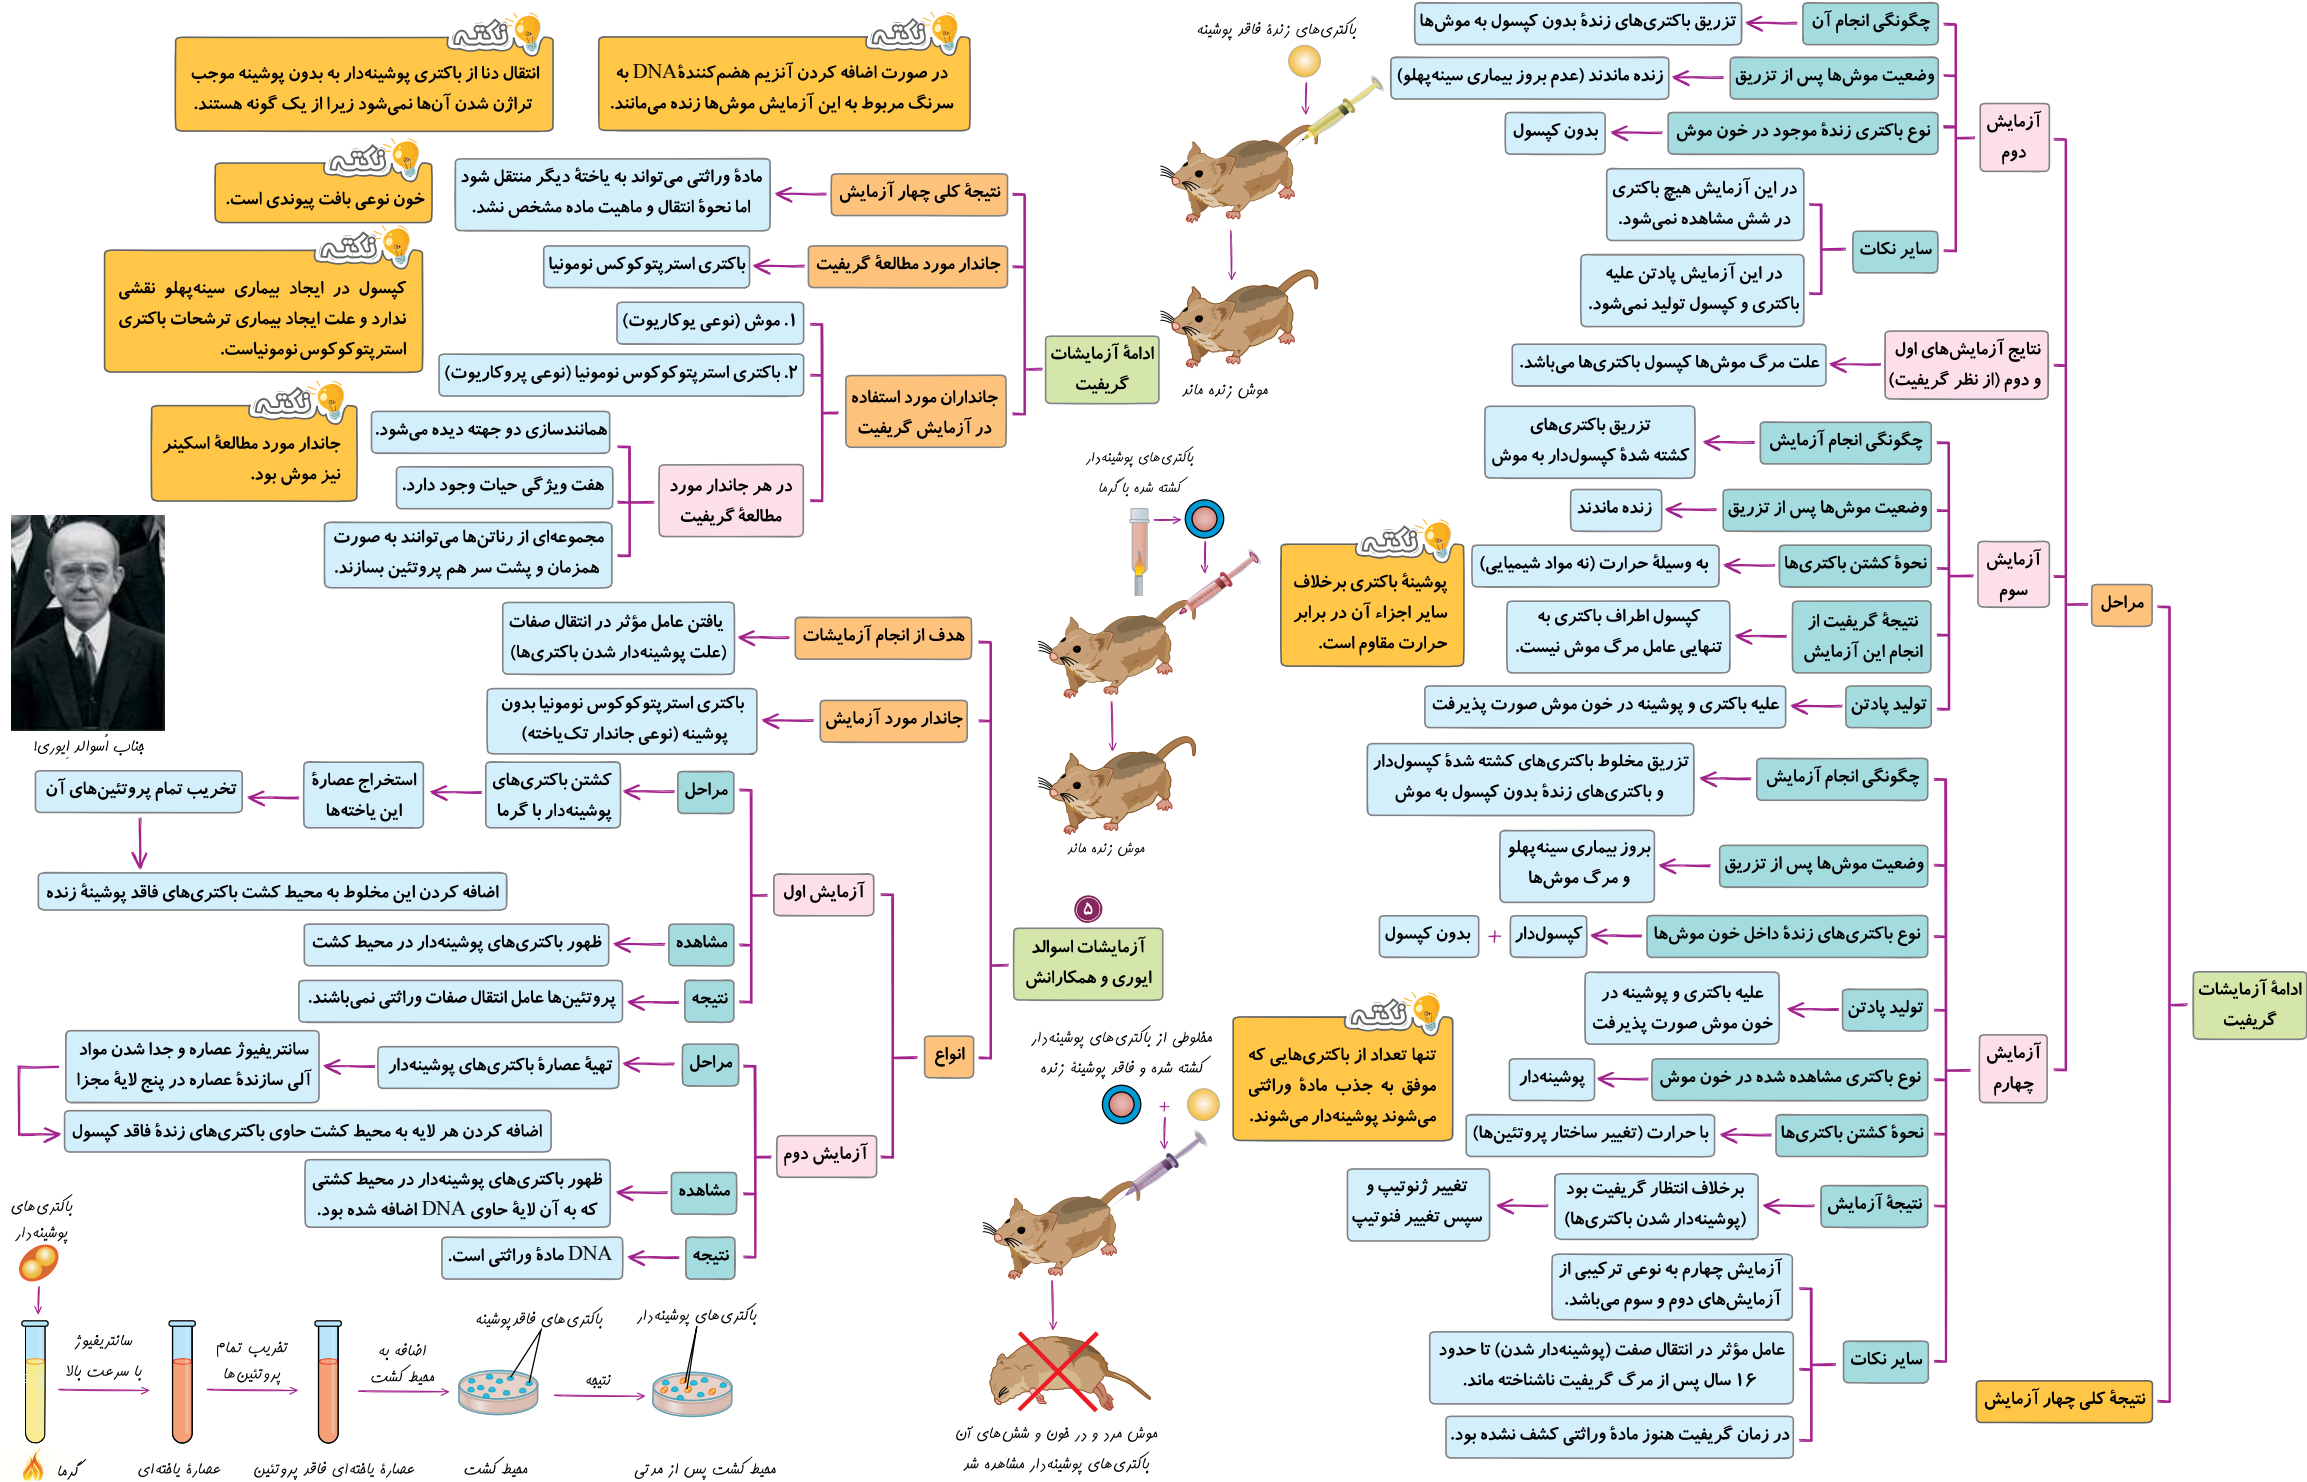 ادامهٔ آزمایشات
گریفیت
مراحل
آزمایش
دوم
چگونگی انجام آن
تزریق باکتری‌های زندهٔ بدون کپسول به موش‌ها
وضعیت موش‌ها پس از تزریق
زنده ماندند (عدم بروز بیماری سینه‌پهلو)
نوع باکتری زندهٔ موجود در خون موش
بدون کپسول
سایر نکات
در این آزمایش هیچ باکتری
در شش مشاهده نمی‌شود.
در این آزمایش پادتن علیه
باکتری و کپسول تولید نمی‌شود.
نتایج آزمایش‌های اول
و دوم (از نظر گریفیت)
علت مرگ موش‌ها کپسول باکتری‌ها می‌باشد.
آزمایش
سوم
چگونگی انجام آزمایش
تزریق باکتری‌های
کشته شدهٔ کپسول‌دار به موش
وضعیت موش‌ها پس از تزریق
زنده ماندند
نحوهٔ کشتن باکتری‌ها
به وسیلهٔ حرارت (نه مواد شیمیایی)
نتیجهٔ گریفیت از
انجام این آزمایش
کپسول اطراف باکتری به
تنهایی عامل مرگ موش نیست.
تولید پادتن
علیه باکتری و پوشینه در خون موش صورت پذیرفت
نکته
پوشینهٔ باکتری برخلاف
سایر اجزاء آن در برابر
حرارت مقاوم است.
آزمایش
چهارم
چگونگی انجام آزمایش
تزریق مخلوط باکتری‌های کشته شدهٔ کپسول‌دار
و باکتری‌های زندهٔ بدون کپسول به موش
وضعیت موش‌ها پس از تزریق
بروز بیماری سینه‌پهلو
و مرگ موش‌ها
نوع باکتری‌های زندهٔ داخل خون موش‌ها
کپسول‌دار + بدون کپسول
تولید پادتن
علیه باکتری و پوشینه در
خون موش صورت پذیرفت
نوع باکتری مشاهده شده در خون موش
پوشینه‌دار
نحوهٔ کشتن باکتری‌ها
با حرارت (تغییر ساختار پروتئین‌ها)
نتیجهٔ آزمایش
برخلاف انتظار گریفیت بود
(پوشینه‌دار شدن باکتری‌ها)
تغییر ژنوتیپ و
سپس تغییر فنوتیپ
سایر نکات
آزمایش چهارم به نوعی ترکیبی از
آزمایش‌های دوم و سوم می‌باشد.
عامل مؤثر در انتقال صفت (پوشینه‌دار شدن) تا حدود
۱۶ سال پس از مرگ گریفیت ناشناخته ماند.
در زمان گریفیت هنوز مادهٔ وراثتی کشف نشده بود.
نکته
تنها تعداد از باکتری‌هایی که
موفق به جذب مادهٔ وراثتی
می‌شوند پوشینه‌دار می‌شوند.
نتیجهٔ کلی چهار آزمایش
باکتری‌های زندهٔ فاقد پوشینه
موش زنده ماند
باکتری‌های پوشینه‌دار
کشته شده با گرما
موش زنده ماند
مخلوطی از باکتری‌های پوشینه‌دار
کشته شده و فاقد پوشینهٔ زنده
+
موش مرد و در خون و شش‌های آن
باکتری‌های پوشینه‌دار مشاهده شد
ادامهٔ آزمایشات
گریفیت
نتیجهٔ کلی چهار آزمایش
مادهٔ وراثتی می‌تواند به یاختهٔ دیگر منتقل شود
اما نحوهٔ انتقال و ماهیت ماده مشخص نشد.
جاندار مورد مطالعهٔ گریفیت
باکتری استرپتوکوکس نومونیا
جانداران مورد استفاده
در آزمایش گریفیت
۱. موش (نوعی یوکاریوت)
۲. باکتری استرپتوکوکوس نومونیا (نوعی پروکاریوت)
در هر جاندار مورد
مطالعهٔ گریفیت
همانندسازی دو جهته دیده می‌شود.
هفت ویژگی حیات وجود دارد.
مجموعه‌ای از رناتن‌ها می‌توانند به صورت
همزمان و پشت سر هم پروتئین بسازند.
نکته
در صورت اضافه کردن آنزیم هضم‌کنندهٔ DNA به
سرنگ مربوط به این آزمایش موش‌ها زنده می‌مانند.
نکته
انتقال دنا از باکتری پوشینه‌دار به بدون پوشینه موجب
تراژن شدن آن‌ها نمی‌شود زیرا از یک گونه هستند.
نکته
خون نوعی بافت پیوندی است.
نکته
کپسول در ایجاد بیماری سینه‌پهلو نقشی
ندارد و علت ایجاد بیماری ترشحات باکتری
استرپتوکوکوس نومونیاست.
نکته
جاندار مورد مطالعهٔ اسکینر
نیز موش بود.
جناب اُسوالد اِیوری!
۵
آزمایشات اسوالد
ایوری و همکارانش
هدف از انجام آزمایشات
یافتن عامل مؤثر در انتقال صفات
(علت پوشینه‌دار شدن باکتری‌ها)
جاندار مورد آزمایش
باکتری استرپتوکوکوس نومونیا بدون
پوشینه (نوعی جاندار تک‌یاخته)
انواع
آزمایش اول
مراحل
کشتن باکتری‌های
پوشینه‌دار با گرما
استخراج عصارهٔ
این یاخته‌ها
تخریب تمام پروتئین‌های آن
اضافه کردن این مخلوط به محیط کشت باکتری‌های فاقد پوشینهٔ زنده
مشاهده
ظهور باکتری‌های پوشینه‌دار در محیط کشت
نتیجه
پروتئین‌ها عامل انتقال صفات وراثتی نمی‌باشند.
آزمایش دوم
مراحل
تهیهٔ عصارهٔ باکتری‌های پوشینه‌دار
سانتریفیوژ عصاره و جدا شدن مواد
آلی سازندهٔ عصاره در پنج لایهٔ مجزا
اضافه کردن هر لایه به محیط کشت حاوی باکتری‌های زندهٔ فاقد کپسول
مشاهده
ظهور باکتری‌های پوشینه‌دار در محیط کشتی
که به آن لایهٔ حاوی DNA اضافه شده بود.
نتیجه
DNA مادهٔ وراثتی است.
باکتری‌های
پوشینه‌دار
سانتریفیوژ
با سرعت بالا
تخریب تمام
پروتئین‌ها
اضافه به
محیط کشت
باکتری‌های فاقد پوشینه
نتیجه
باکتری‌های پوشینه‌دار
گرما
عصارهٔ یاخته‌ای
عصارهٔ یاخته‌ای فاقد پروتئین
محیط کشت
محیط کشت پس از مدتی